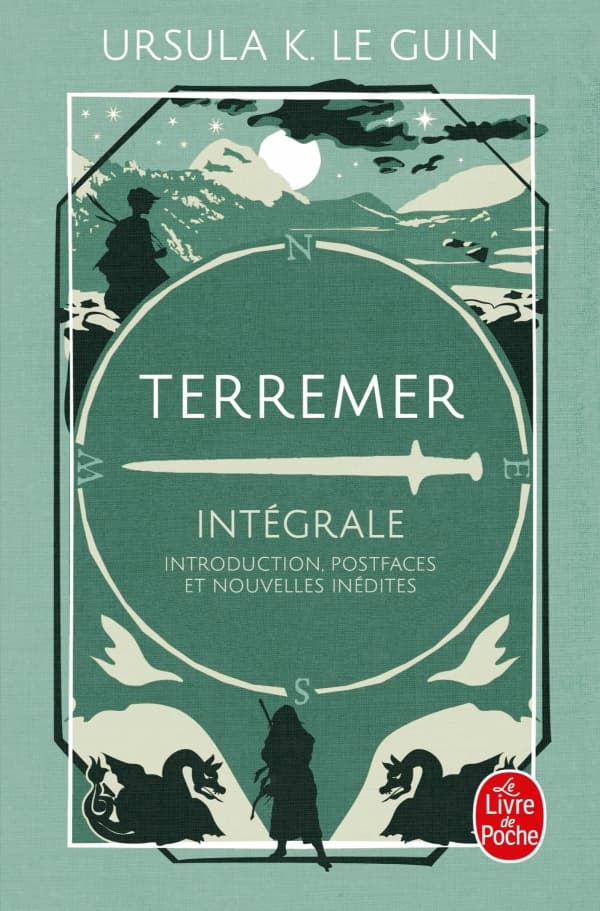 URSULA K. LE GUIN
N
TERREMER
W
E
INTÉGRALE
INTRODUCTION, POSTFACES
ET NOUVELLES INÉDITES
S
Le
Livre
de
Poche